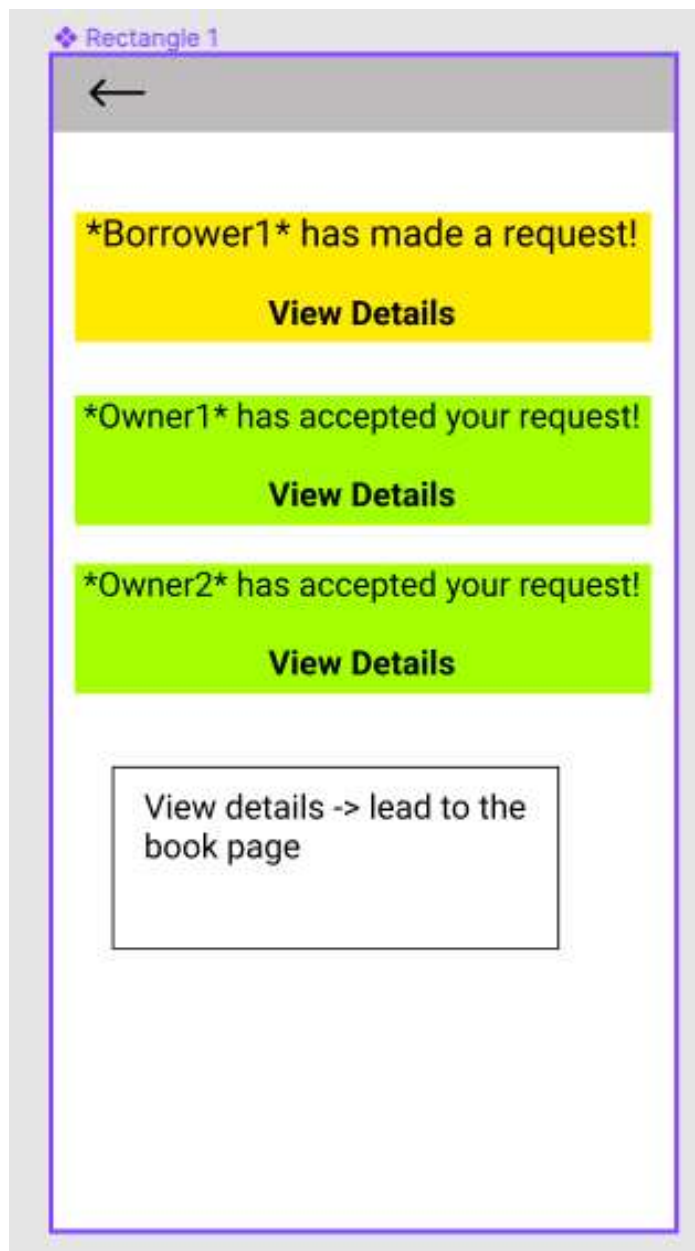 Rectangle 1
*Borrower1* has made a request!
View Details
*Owner1* has accepted your request!
View Details
*Owner2* has accepted your request!
View Details
View details -> lead to the
book page